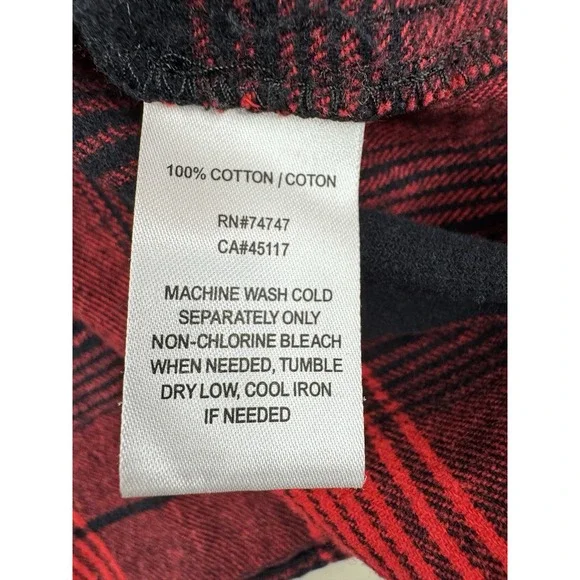 100% COTTON / COTON
RN#74747
CA#45117
MACHINE WASH COLD
SEPARATELY ONLY
NON-CHLORINE BLEACH
WHEN NEEDED, TUMBLE
DRY LOW, COOL IRON
IF NEEDED